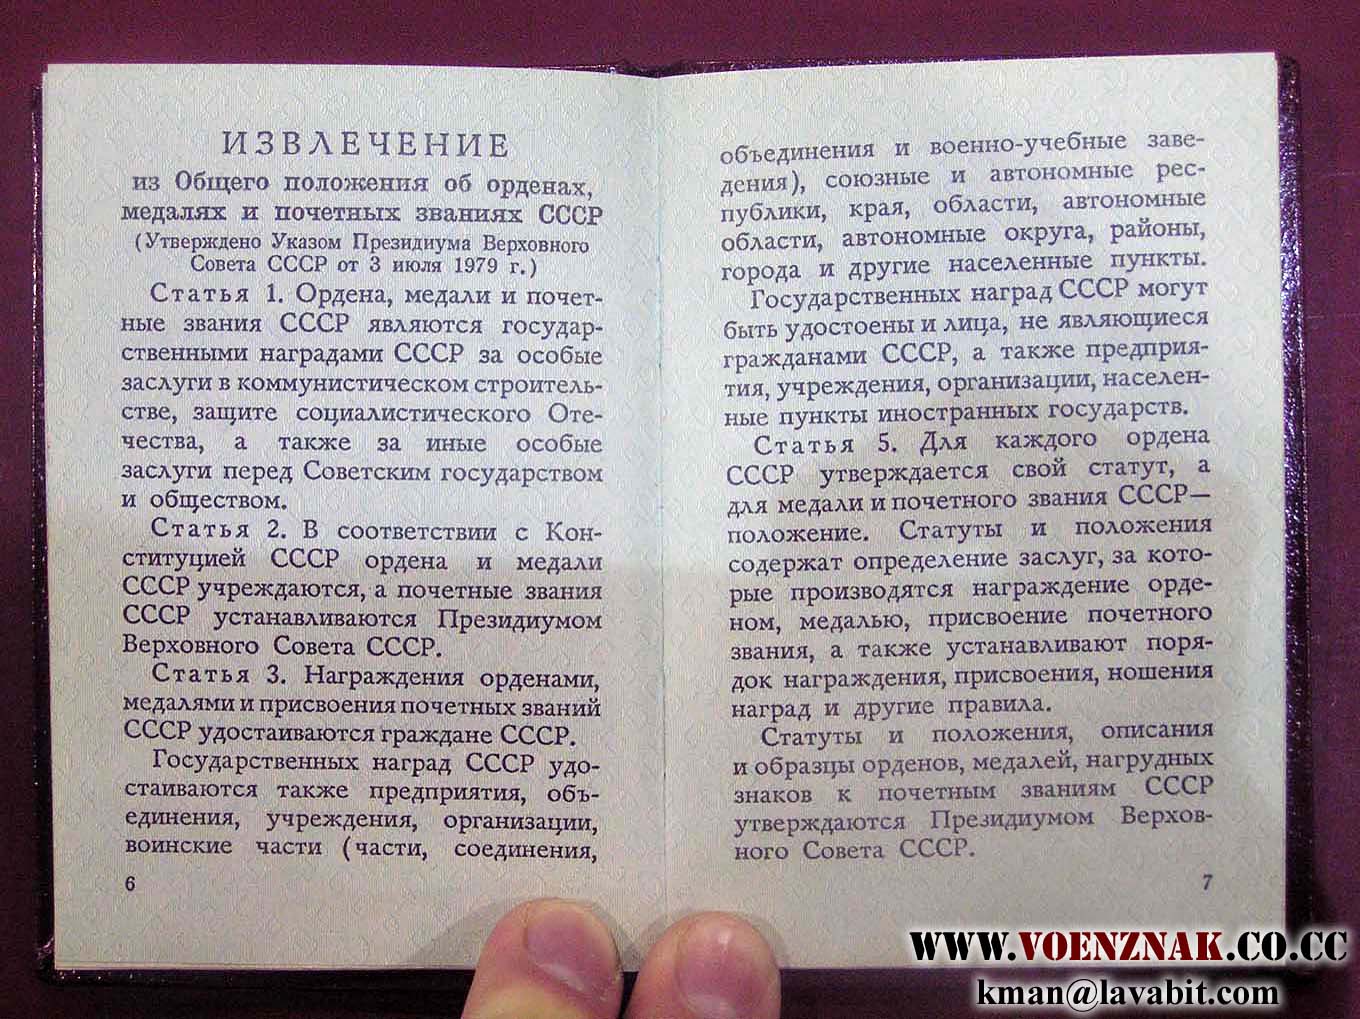 ИЗВЛЕЧЕНИЕ
из Общего положения об орденах,
медалях и почетных званиях СССР
(Утверждено Указом Президиума Верховного
Совета СССР от 3 июля 1979 г.)
Статья 1. Ордена, медали и почет-
ные звания СССР являются государ-
ственными наградами СССР за особые
заслуги в коммунистическом строитель-
стве, защите социалистического Оте-
чества, а также за иные особые
заслуги перед Советским государством
и обществом.
Статья 2. В соответствии с Кон-
ституцией СССР ордена и медали
СССР учреждаются, а почетные звания
СССР устанавливаются Президиумом
Верховного Совета СССР.
Статья 3. Награждения орденами,
медалями и присвоения почетных званий
СССР удостаиваются граждане СССР.
Государственных наград СССР удо-
стаиваются также предприятия, объ-
единения, учреждения, организации,
воинские части (части, соединения,
6
объединения и военно-учебные заве-
дения), союзные и автономные рес-
публики, края, области, автономные
области, автономные округа, районы,
города и другие населенные пункты.
Государственных наград СССР могут
быть удостоены и лица, не являющиеся
гражданами СССР, а также предприя-
тия, учреждения, организации, населен-
ные пункты иностранных государств.
Статья 5. Для каждого ордена
СССР утверждается свой статут, а
для медали и почетного звания СССР—
положение. Статуты и положения
содержат определение заслуг, за кото-
рые производятся награждение орде-
ном, медалью, присвоение почетного
звания, а также устанавливают поря-
док награждения, присвоения, ношения
наград и другие правила.
Статуты и положения, описания
и образцы орденов, медалей, нагрудных
знаков к почетным званиям СССР
утверждаются Президиумом Верхов-
ного Совета СССР.
7
WWW.VOENZNAK.CO.CC
kman@lavabit.com